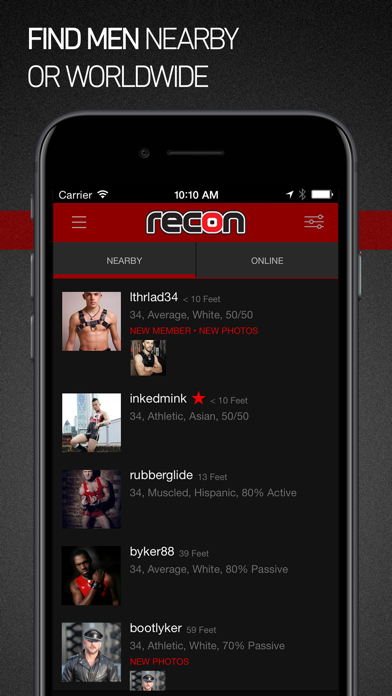 FIND MEN NEARBY
OR WORLDWIDE
Carrier 10:10 AM
recon
NEARBY ONLINE
lthrlad34 < 10 Feet
34, Average, White, 50/50
NEW MEMBER • NEW PHOTOS
inkedmink < 10 Feet
34, Athletic, Asian, 50/50
rubberglide 13 Feet
34, Muscled, Hispanic, 80% Active
byker88 39 Feet
34, Average, White, 80% Passive
bootlyker 59 Feet
34, Athletic, White, 70% Passive
NEW PHOTOS